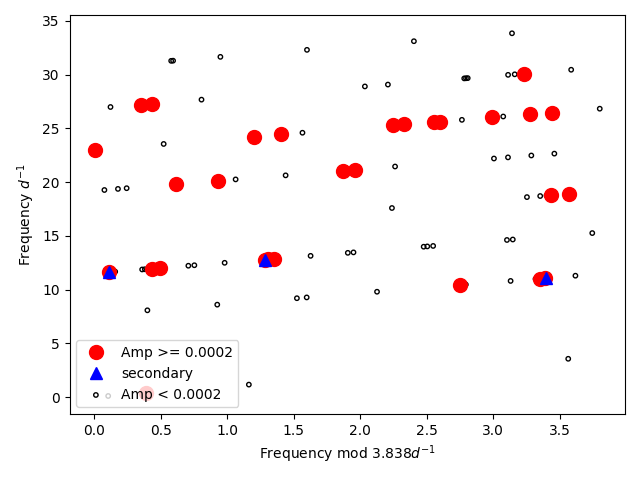 35
30
25
20
15
10
5
0
Frequency d⁻¹
Amp >= 0.0002
secondary
Amp < 0.0002
0.0 0.5 1.0 1.5 2.0 2.5 3.0 3.5
Frequency mod 3.838d⁻¹